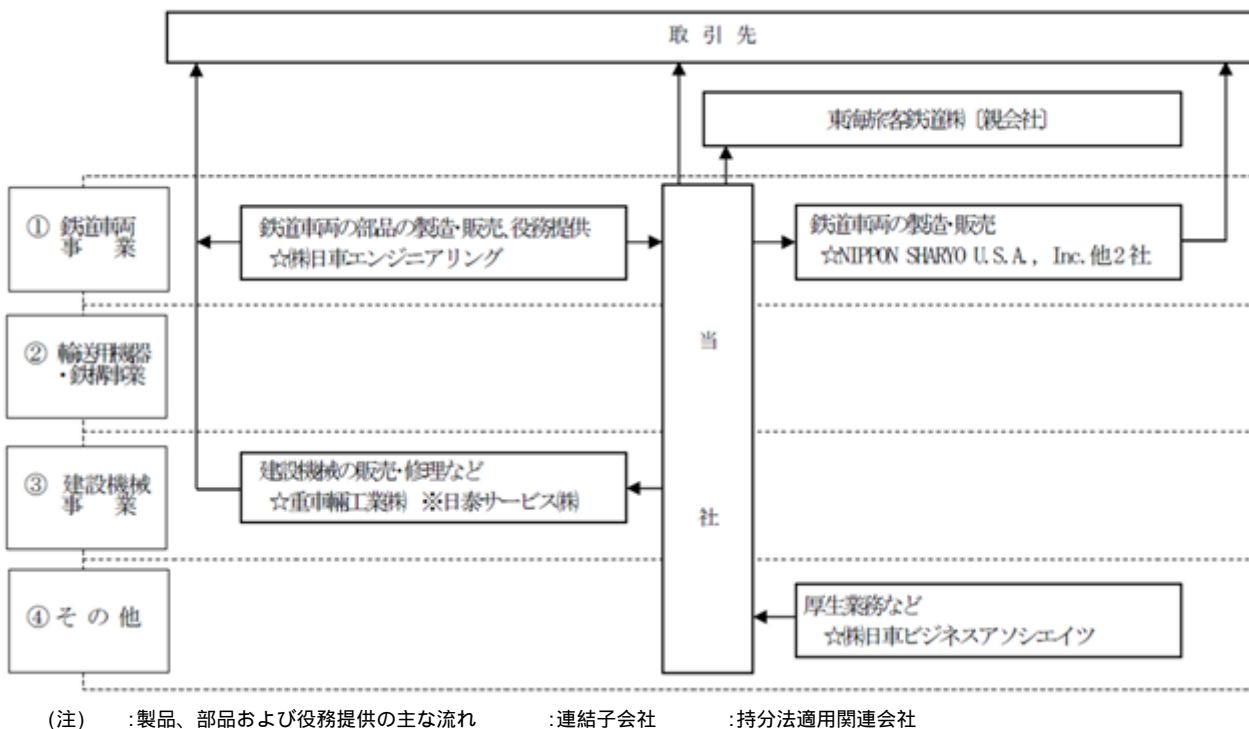 取 引 先
東海旅客鉄道㈱〔親会社〕
① 鉄道車両
事 業
鉄道車両の部品の製造・販売、役務提供
☆㈱日車エンジニアリング
鉄道車両の製造・販売
☆NIPPON SHARYO U.S.A., Inc.他2社
② 輸送用機器
・鉄構事業
当
社
③ 建設機械
事 業
建設機械の販売・修理など
☆重車輛工業㈱ ※日泰サービス㈱
④ そ の 他
厚生業務など
☆㈱日車ビジネスアソシエイツ
(注) :製品、部品および役務提供の主な流れ :連結子会社 :持分法適用関連会社